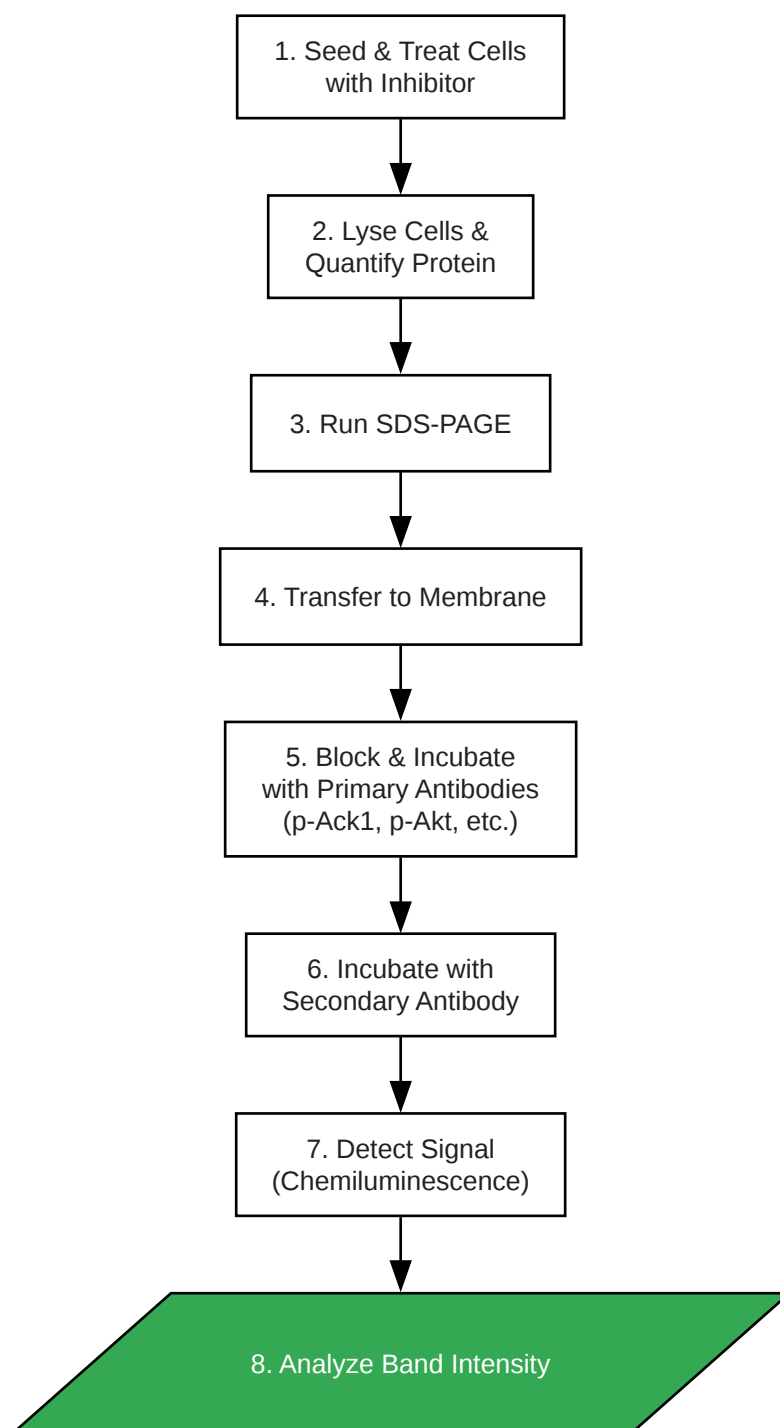 1. Seed & Treat Cells
with Inhibitor
2. Lyse Cells &
Quantify Protein
3. Run SDS-PAGE
4. Transfer to Membrane
5. Block & Incubate
with Primary Antibodies
(p-Ack1, p-Akt, etc.)
6. Incubate with
Secondary Antibody
7. Detect Signal
(Chemiluminescence)
8. Analyze Band Intensity